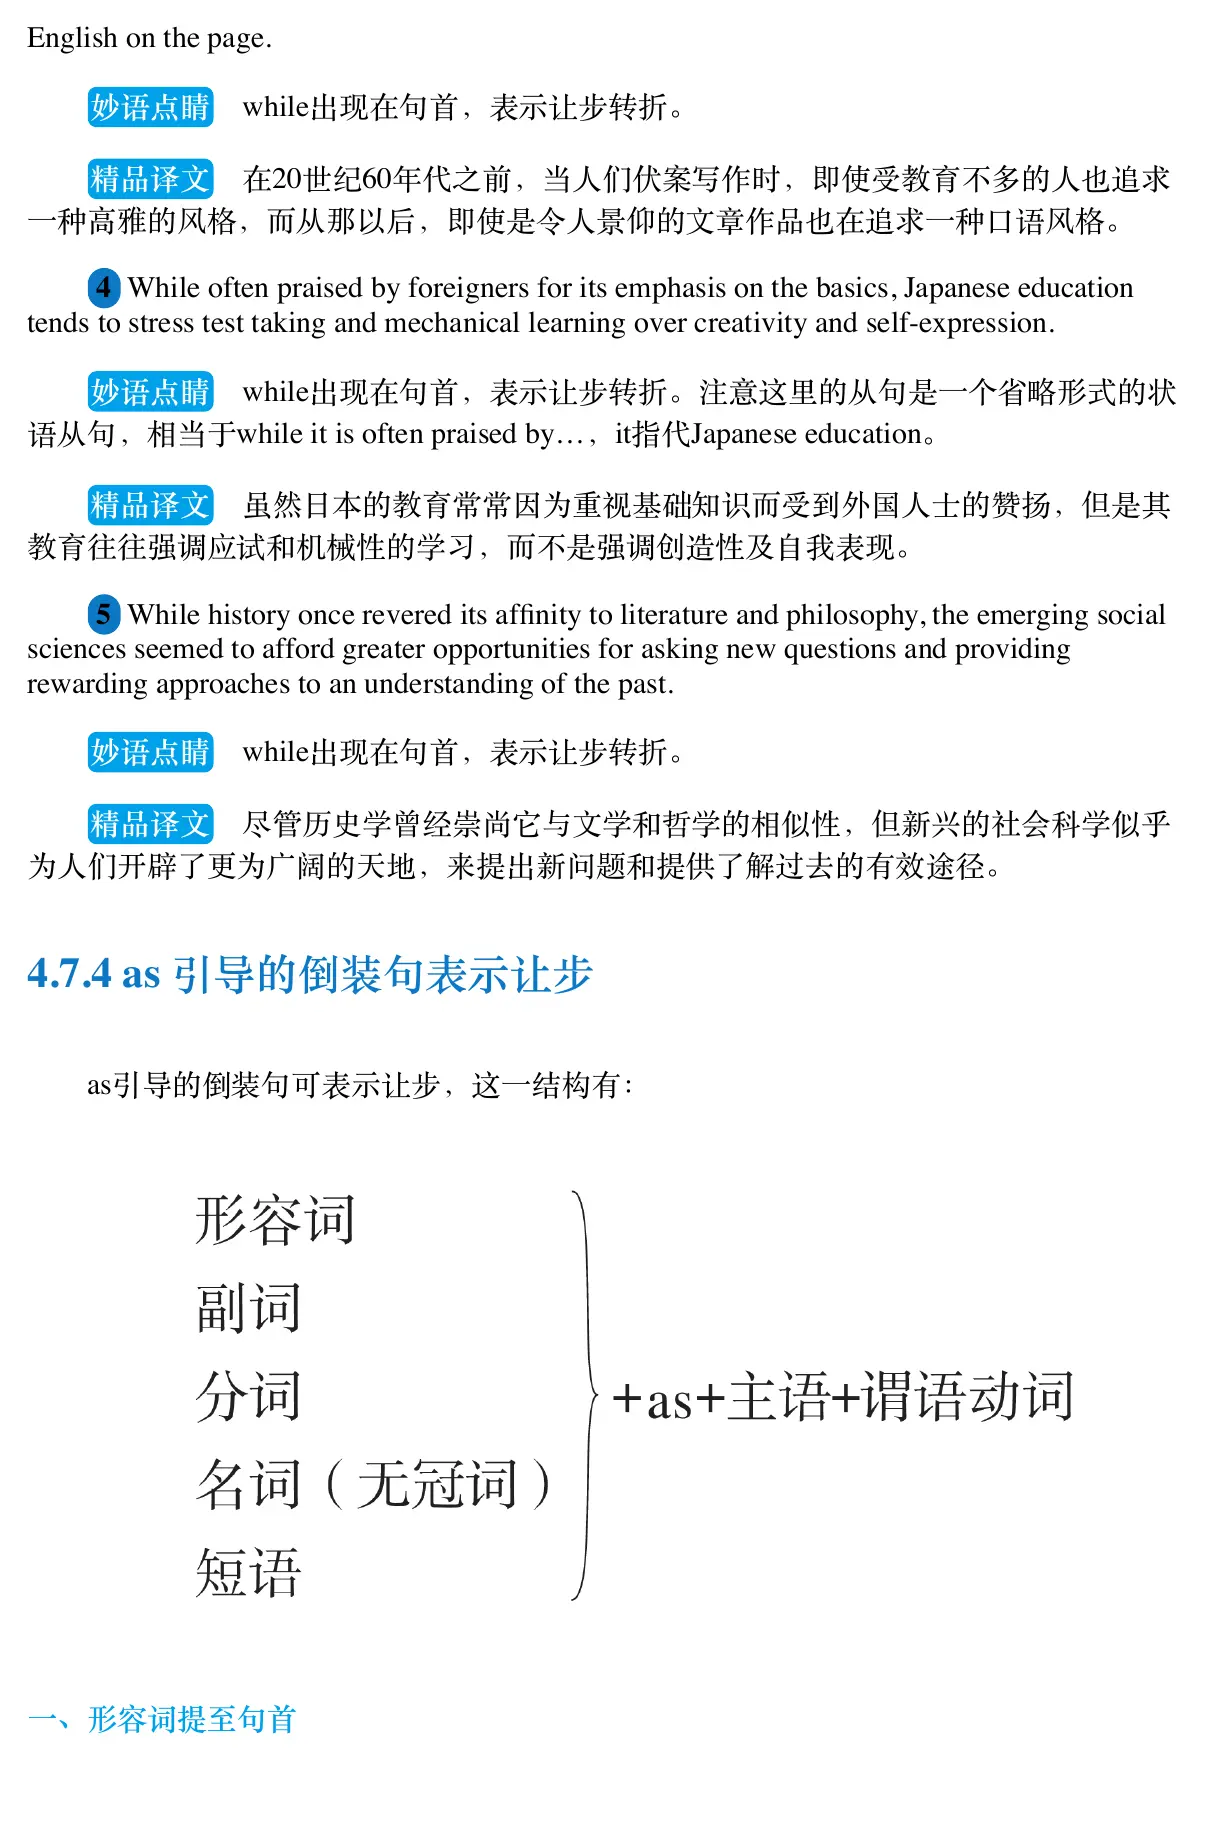 English on the page.
妙语点睛 while出现在句首，表示让步转折。
精品译文 在20世纪60年代之前，当人们伏案写作时，即使受教育不多的人也追求
一种高雅的风格，而从那以后，即使是令人景仰的文章作品也在追求一种口语风格。
4 While often praised by foreigners for its emphasis on the basics, Japanese education
tends to stress test taking and mechanical learning over creativity and self-expression.
妙语点睛 while出现在句首，表示让步转折。注意这里的从句是一个省略形式的状
语从句，相当于while it is often praised by…，it指代Japanese education。
精品译文 虽然日本的教育常常因为重视基础知识而受到外国人士的赞扬，但是其
教育往往强调应试和机械性的学习，而不是强调创造性及自我表现。
5 While history once revered its affinity to literature and philosophy, the emerging social
sciences seemed to afford greater opportunities for asking new questions and providing
rewarding approaches to an understanding of the past.
妙语点睛 while出现在句首，表示让步转折。
精品译文 尽管历史学曾经崇尚它与文学和哲学的相似性，但新兴的社会科学似乎
为人们开辟了更为广阔的天地，来提出新问题和提供了解过去的有效途径。
4.7.4 as 引导的倒装句表示让步
as引导的倒装句可表示让步，这一结构有：
形容词
副词
分词
名词（无冠词）
短语
+as+主语+谓语动词
一、形容词提至句首